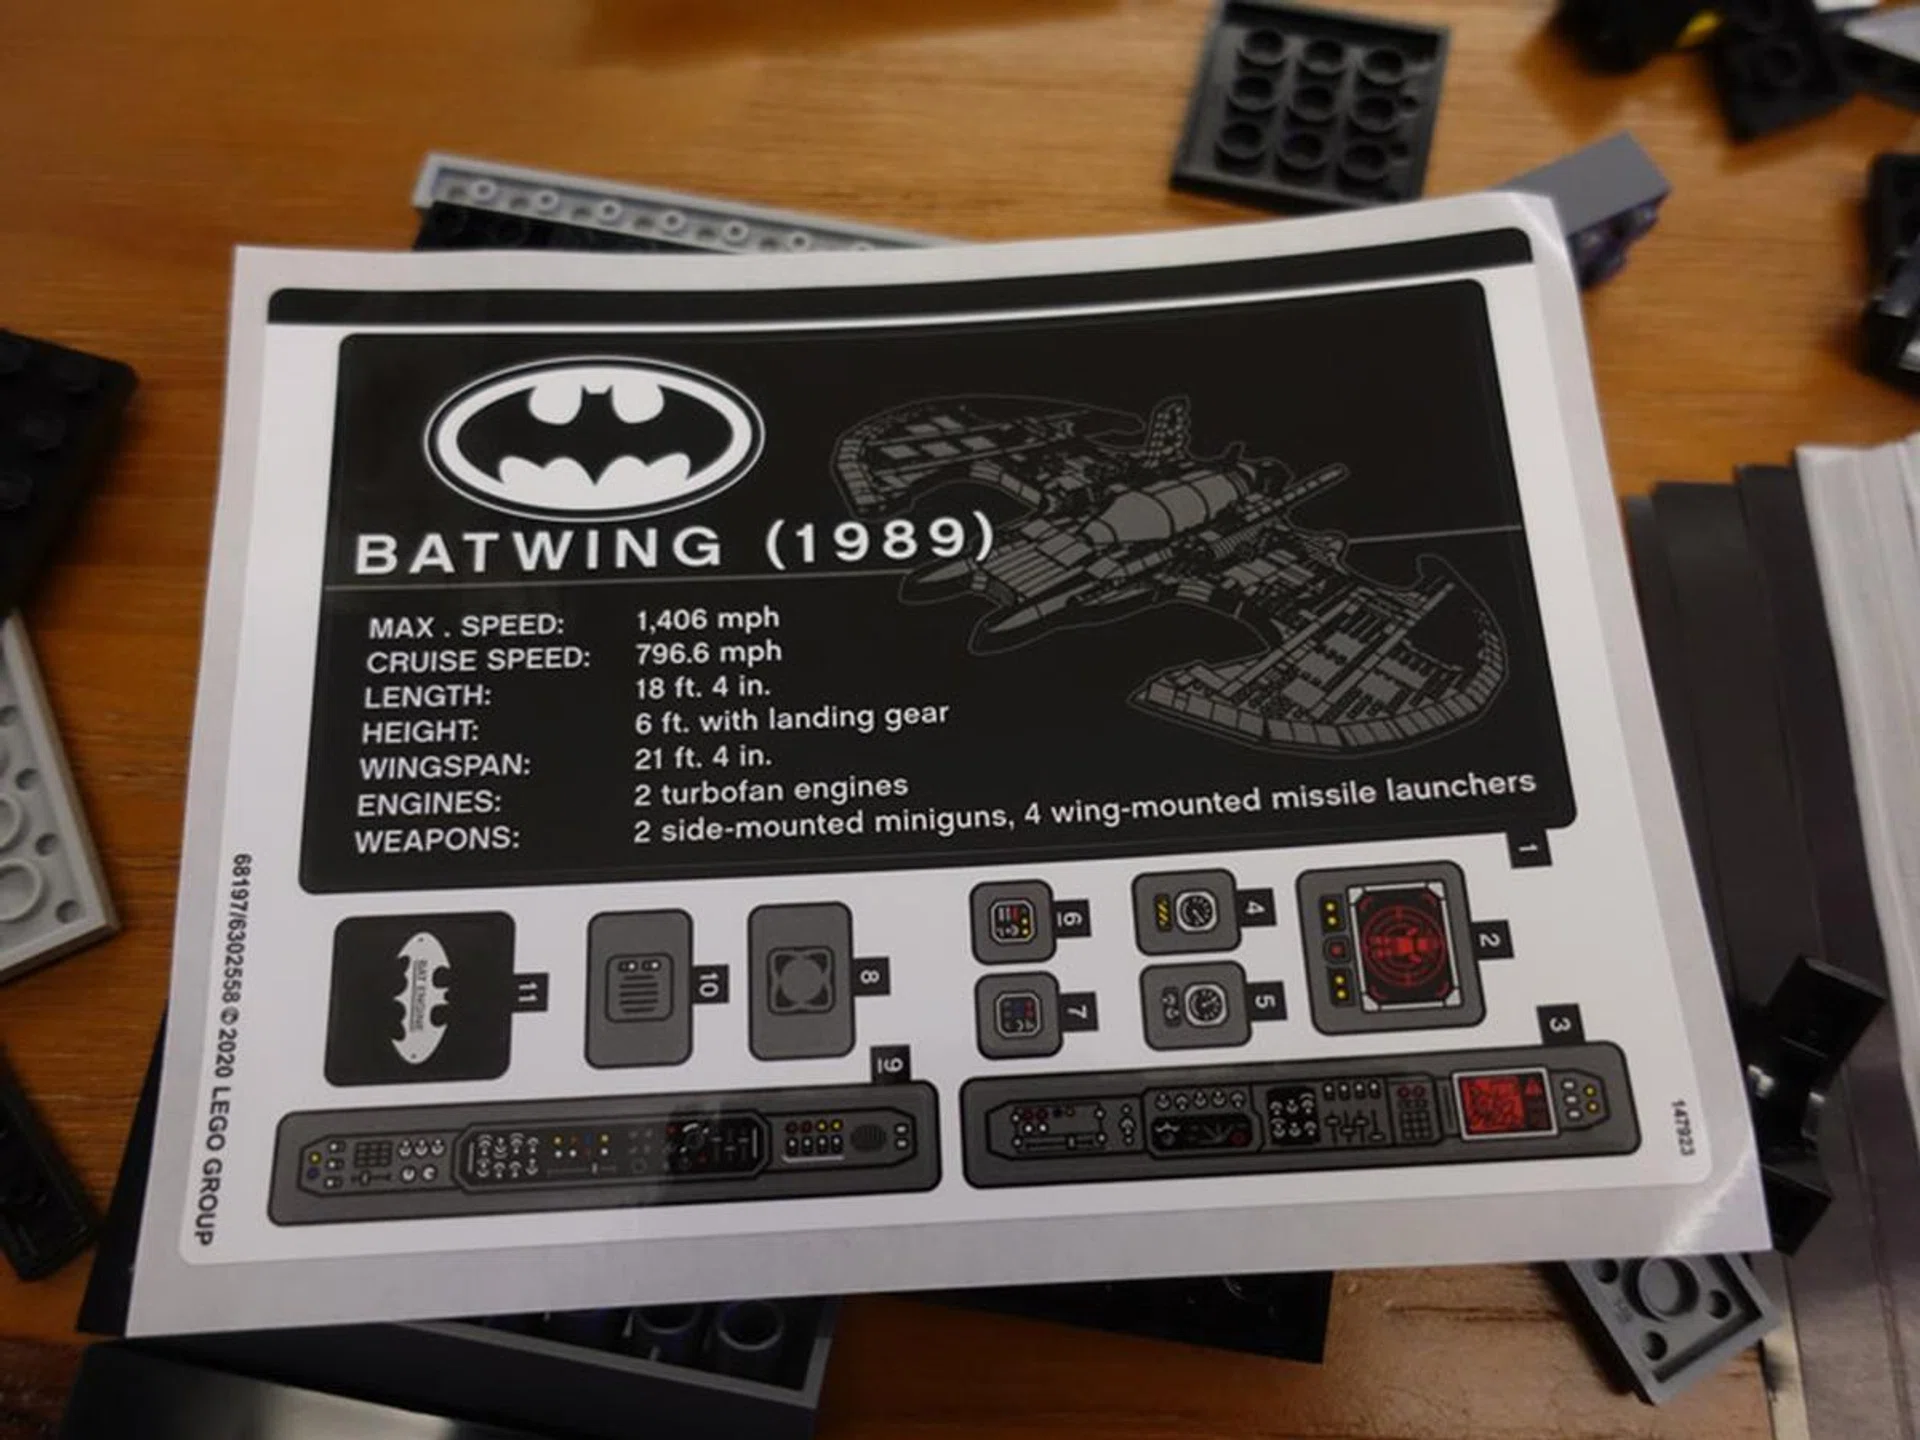 BATWING (1989)
MAX . SPEED: 1,406 mph
CRUISE SPEED: 796.6 mph
LENGTH: 18 ft. 4 in.
HEIGHT: 6 ft. with landing gear
WINGSPAN: 21 ft. 4 in.
ENGINES: 2 turbofan engines
WEAPONS: 2 side-mounted miniguns, 4 wing-mounted missile launchers
1
2
3
4
5
6
7
8
9
10
11
BAT ENGINE
68197/6302558 © 2020 LEGO GROUP
147923